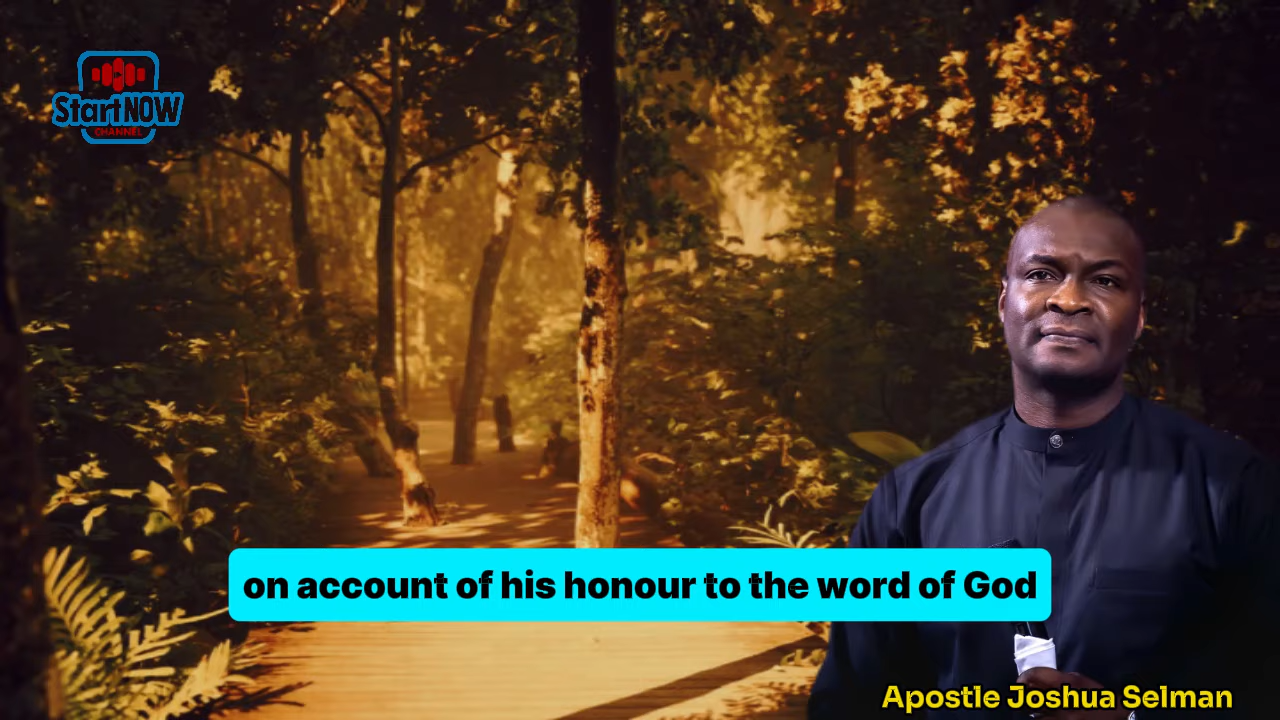 StartNOW
CHANNEL
on account of his honour to the word of God
Apostle Joshua Selman